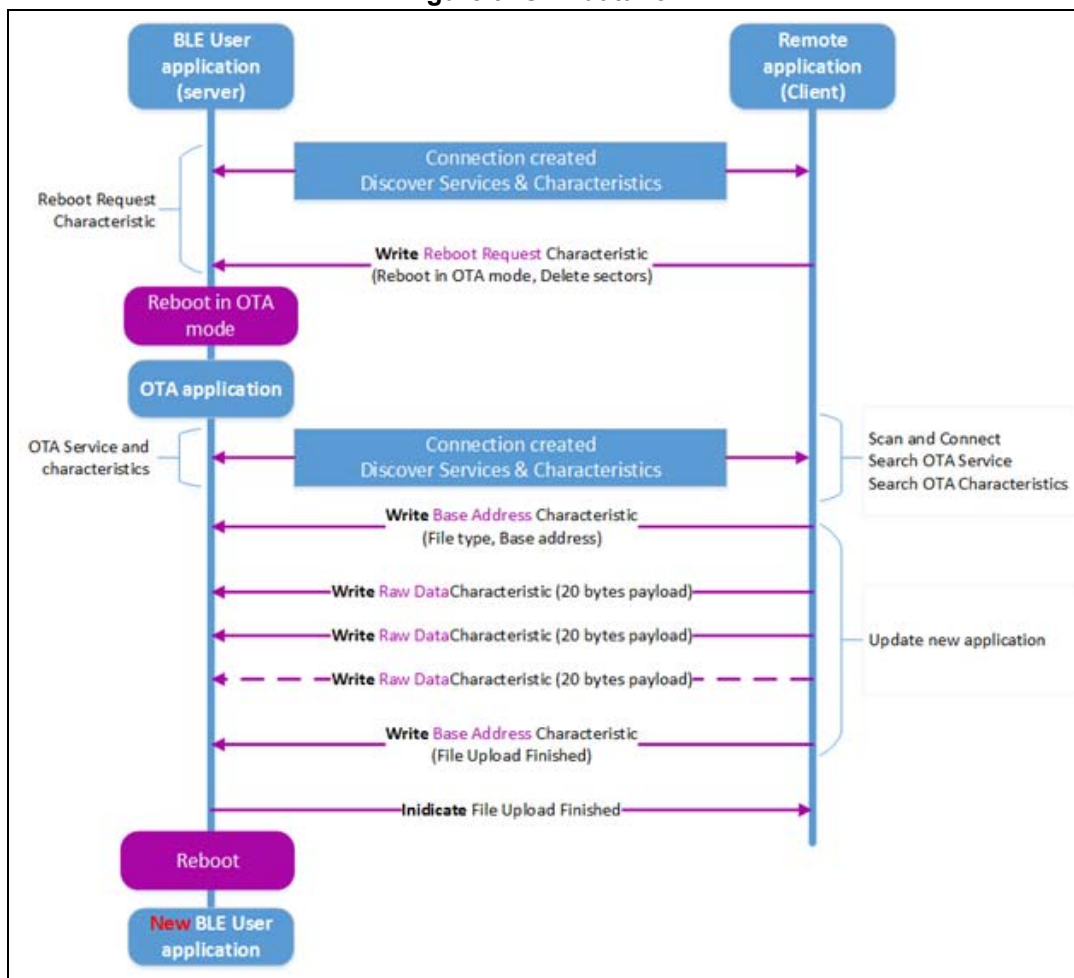 BLE User
application
(server)
Remote
application
(Client)
Connection created
Discover Services & Characteristics
Reboot Request
Characteristic
Write Reboot Request Characteristic
(Reboot in OTA mode, Delete sectors)
Reboot in OTA
mode
OTA application
OTA Service and
characteristics
Connection created
Discover Services & Characteristics
Scan and Connect
Search OTA Service
Search OTA Characteristics
Write Base Address Characteristic
(File type, Base address)
Write Raw DataCharacteristic (20 bytes payload)
Write Raw DataCharacteristic (20 bytes payload)
Update new application
Write Raw DataCharacteristic (20 bytes payload)
Write Base Address Characteristic
(File Upload Finished)
Inidicate File Upload Finished
Reboot
New BLE User
application